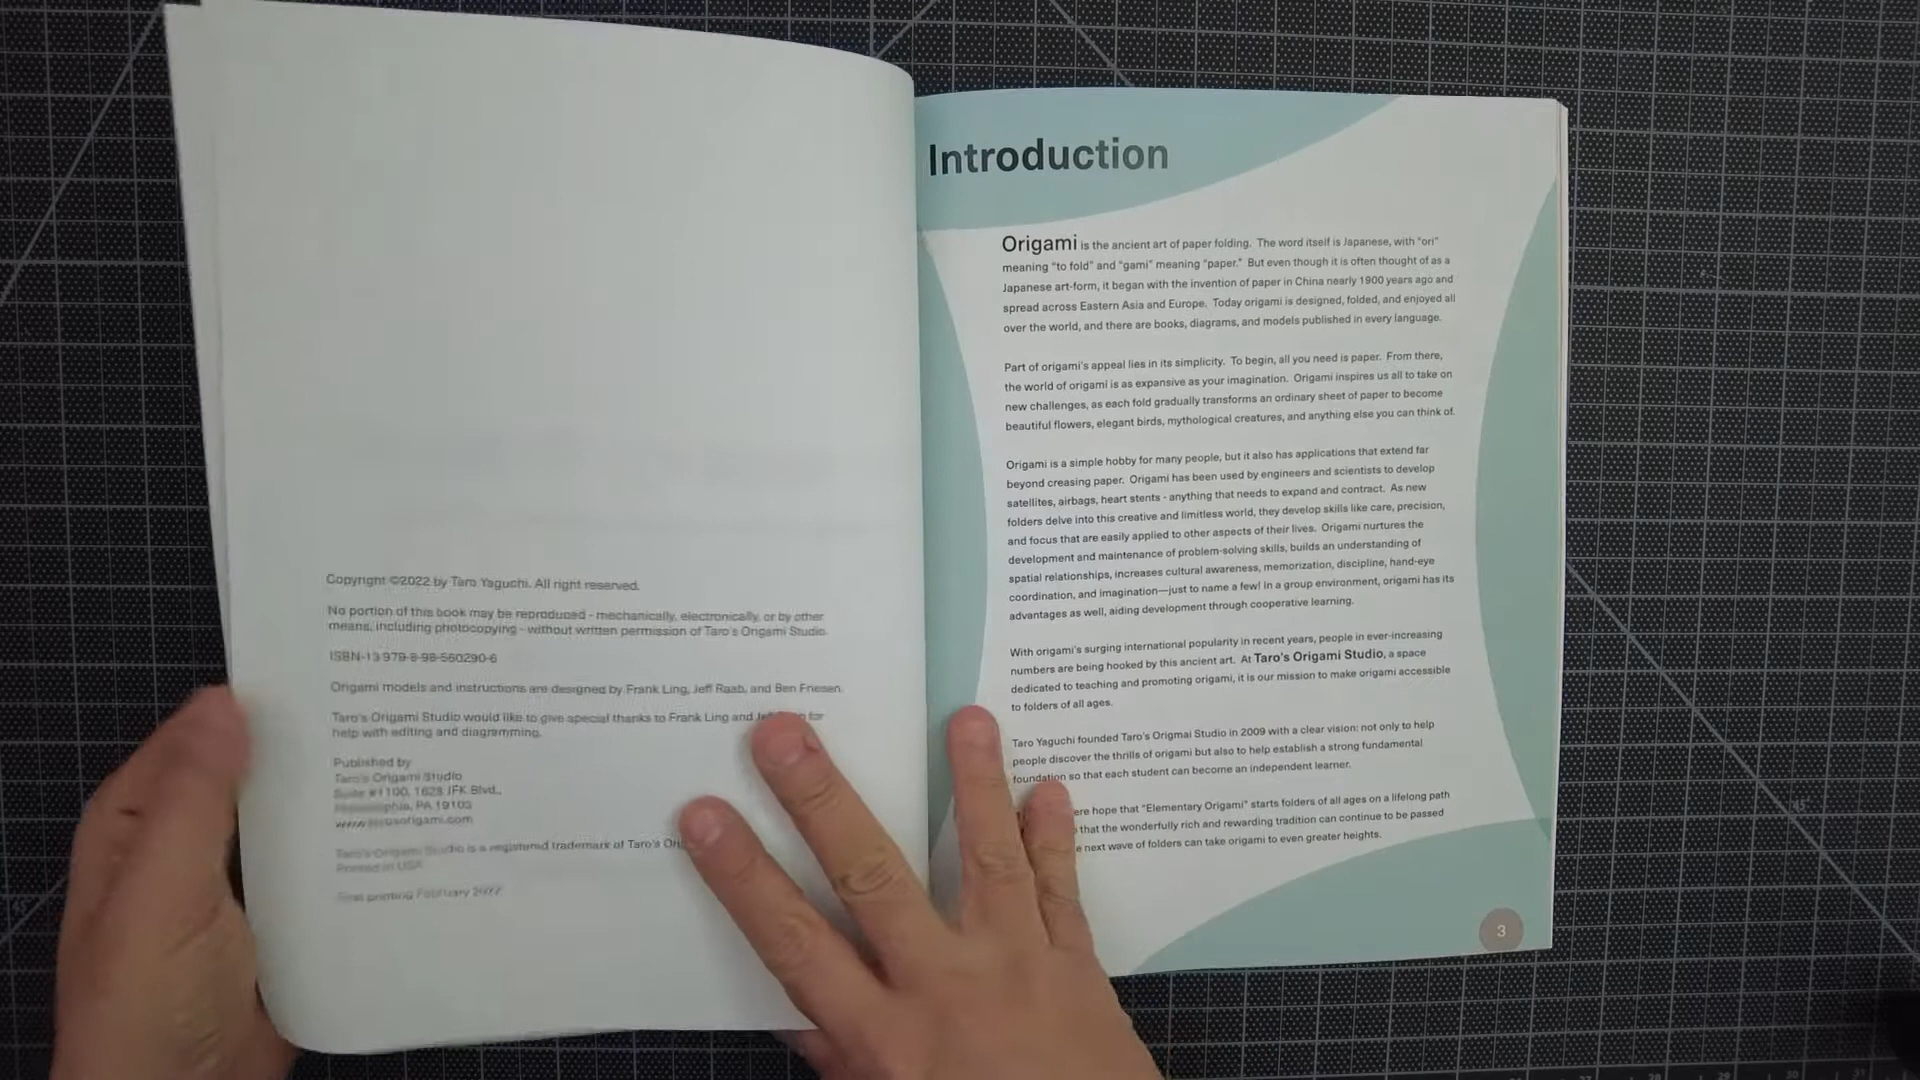 Copyright ©2022 by Taro Yaguchi. All right reserved.
No portion of this book may be reproduced - mechanically, electronically, or by other
means, including photocopying - without written permission of Taro's Origami Studio.
ISBN-13 979-8-98-560290-6
Origami models and instructions are designed by Frank Ling, Jeff Raab, and Ben Friesen.
Taro's Origami Studio would like to give special thanks to Frank Ling and for
help with editing and diagramming.
Published by
Taro's Origami Studio
Suite #1100, 1628 JFK Blvd.,
PA 19103
Taro's Origami Studio is a registered trademark of Taro's
Printed in USA
First printing February 2022
Introduction
Origami is the ancient art of paper folding. The word itself is Japanese, with "ori"
meaning "to fold" and "gami" meaning "paper." But even though it is often thought of as a
Japanese art-form, it began with the invention of paper in China nearly 1900 years ago and
spread across Eastern Asia and Europe. Today origami is designed, folded, and enjoyed all
over the world, and there are books, diagrams, and models published in every language.
Part of origami's appeal lies in its simplicity. To begin, all you need is paper. From there,
the world of origami is as expansive as your imagination. Origami inspires us all to take on
new challenges, as each fold gradually transforms an ordinary sheet of paper to become
beautiful flowers, elegant birds, mythological creatures, and anything else you can think of.
Origami is a simple hobby for many people, but it also has applications that extend far
beyond creasing paper. Origami has been used by engineers and scientists to develop
satellites, airbags, heart stents - anything that needs to expand and contract. As new
folders delve into this creative and limitless world, they develop skills like care, precision,
and focus that are easily applied to other aspects of their lives. Origami nurtures the
development and maintenance of problem-solving skills, builds an understanding of
spatial relationships, increases cultural awareness, memorization, discipline, hand-eye
coordination, and imagination—just to name a few! In a group environment, origami has its
advantages as well, aiding development through cooperative learning.
With origami's surging international popularity in recent years, people in ever-increasing
numbers are being hooked by this ancient art. At Taro's Origami Studio, a space
dedicated to teaching and promoting origami, it is our mission to make origami accessible
to folders of all ages.
Taro Yaguchi founded Taro's Origmai Studio in 2009 with a clear vision: not only to help
people discover the thrills of origami but also to help establish a strong fundamental
foundation so that each student can become an independent learner.
hope that "Elementary Origami" starts folders of all ages on a lifelong path
that the wonderfully rich and rewarding tradition can continue to be passed
next wave of folders can take origami to even greater heights.
3